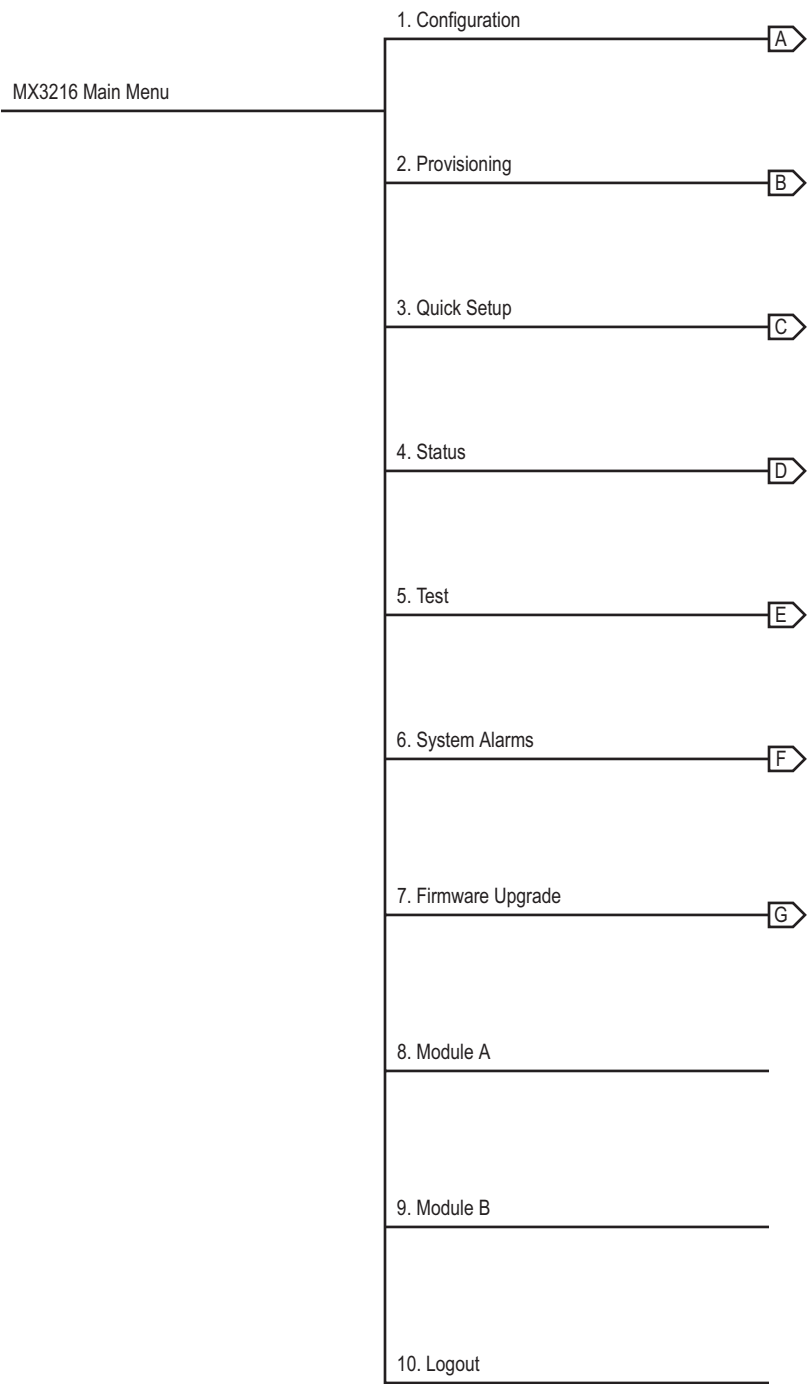 1. Configuration
A
MX3216 Main Menu
2. Provisioning
B
3. Quick Setup
C
4. Status
D
5. Test
E
6. System Alarms
F
7. Firmware Upgrade
G
8. Module A
9. Module B
10. Logout